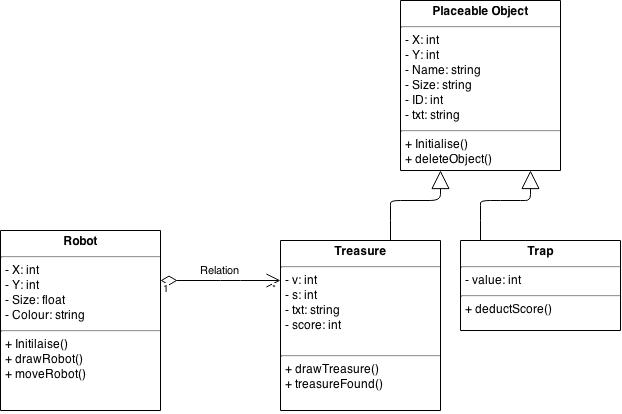 Placeable Object
- X: int
- Y: int
- Name: string
- Size: string
- ID: int
- txt: string
+ Initialise()
+ deleteObject()
Robot
- X: int
- Y: int
- Size: float
- Colour: string
+ Initilaise()
+ drawRobot()
+ moveRobot()
1
Relation
*
Treasure
- v: int
- s: int
- txt: string
- score: int
+ drawTreasure()
+ treasureFound()
Trap
- value: int
+ deductScore()